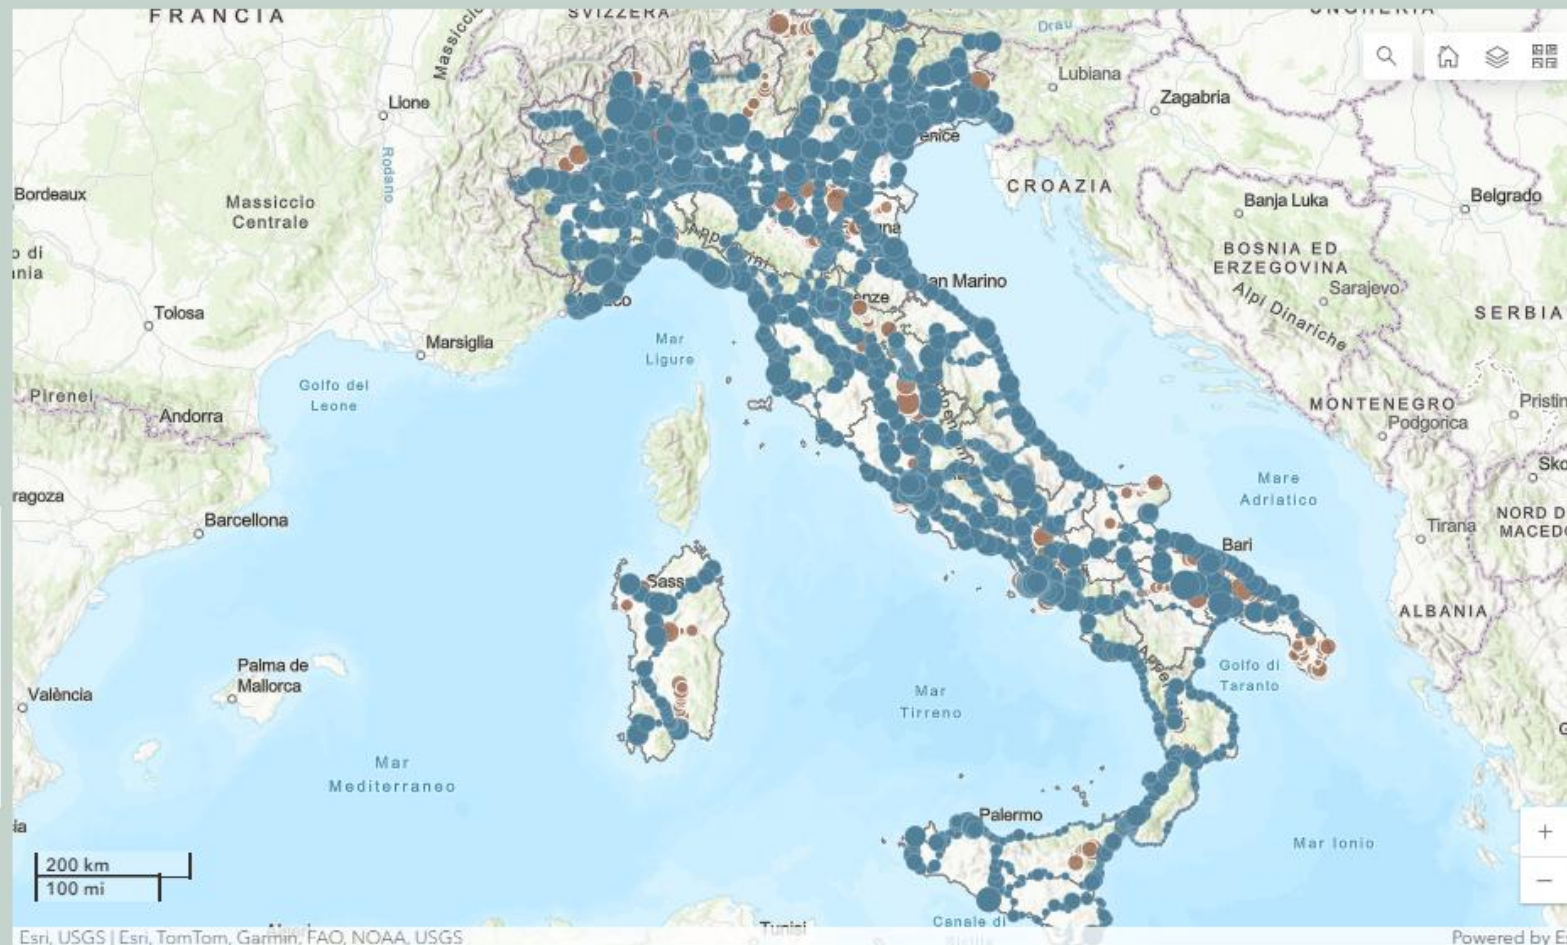 FRANCIA
SVIZZERA
Drau
Lubiana
Zagabria
Lione
Rodano
Massiccio
Bordeaux
Massiccio
Centrale
enice
CROAZIA
Banja Luka
Belgrado
BOSNIA ED
ERZEGOVINA
Sarajevo
Alpi Dinariche
SERBIA
an Marino
enze
Tolosa
Marsiglia
Mar
Ligure
Golfo del
Leone
Pirenei
Andorra
MONTENEGRO
Podgorica
Pristin
Sko
ragoza
Barcellona
Mare
Adriatico
Tirana
NORD D
MACEDO
Bari
Sass
ALBANIA
Palma de
Mallorca
València
Golfo di
Taranto
Mar
Tirreno
Mar
Mediterraneo
Palermo
Mar Ionio
200 km
100 mi
Tunisi
Canale di
Esri, USGS | Esri, TomTom, Garmin, FAO, NOAA, USGS
Powered by E